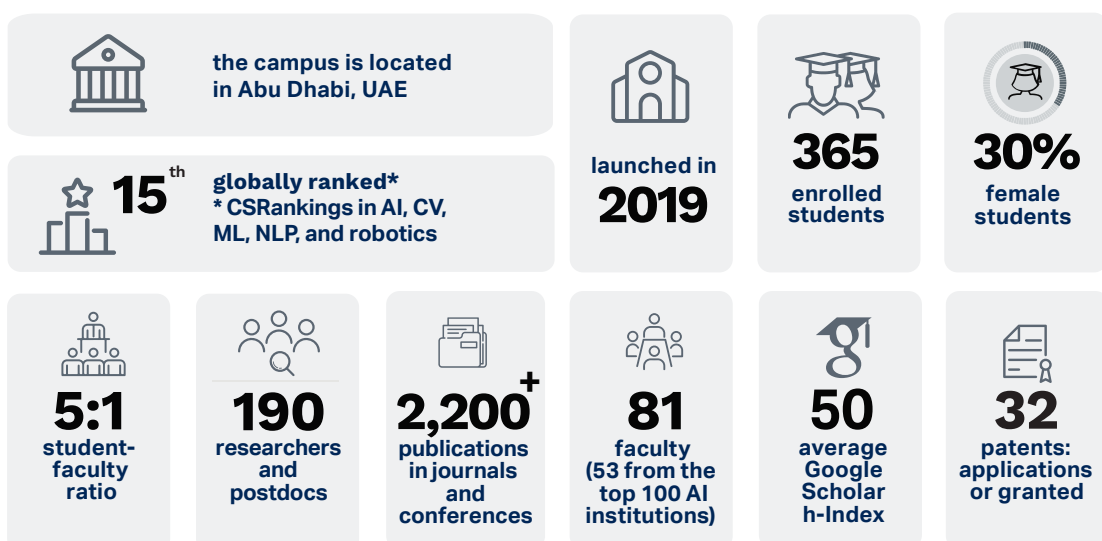 the campus is located
in Abu Dhabi, UAE
15th
globally ranked*
* CSRankings in AI, CV,
ML, NLP, and robotics
launched in
2019
365
enrolled
students
30%
female
students
5:1
student-
faculty
ratio
190
researchers
and
postdocs
2,200+
publications
in journals
and
conferences
81
faculty
(53 from the
top 100 AI
institutions)
50
average
Google
Scholar
h-Index
32
patents:
applications
or granted